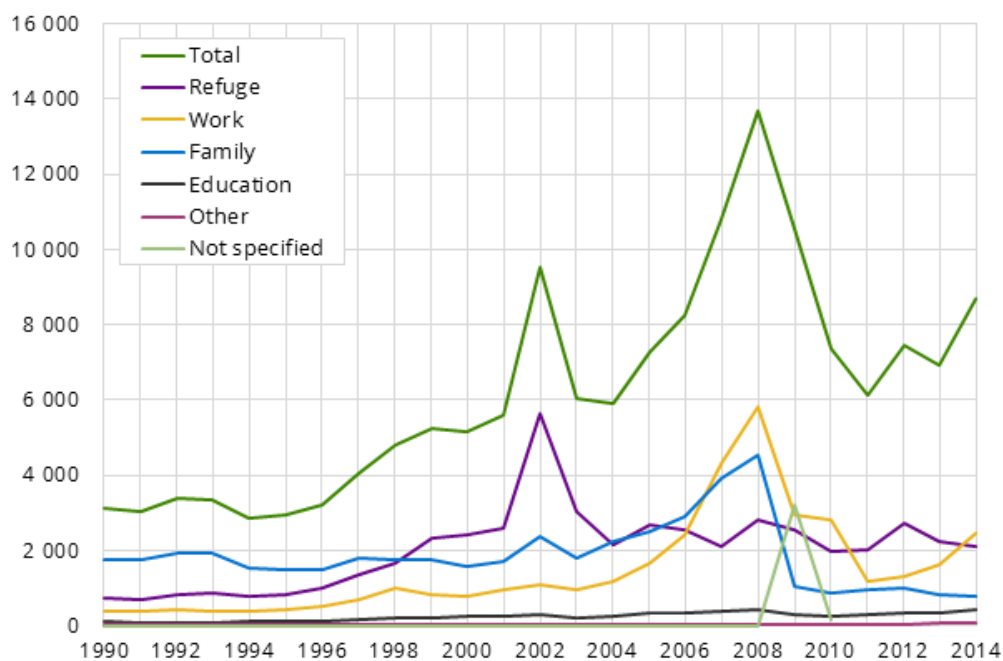 16 000
14 000
12 000
10 000
8 000
6 000
4 000
2 000
0
Total
Refuge
Work
Family
Education
Other
Not specified
1990 1992 1994 1996 1998 2000 2002 2004 2006 2008 2010 2012 2014